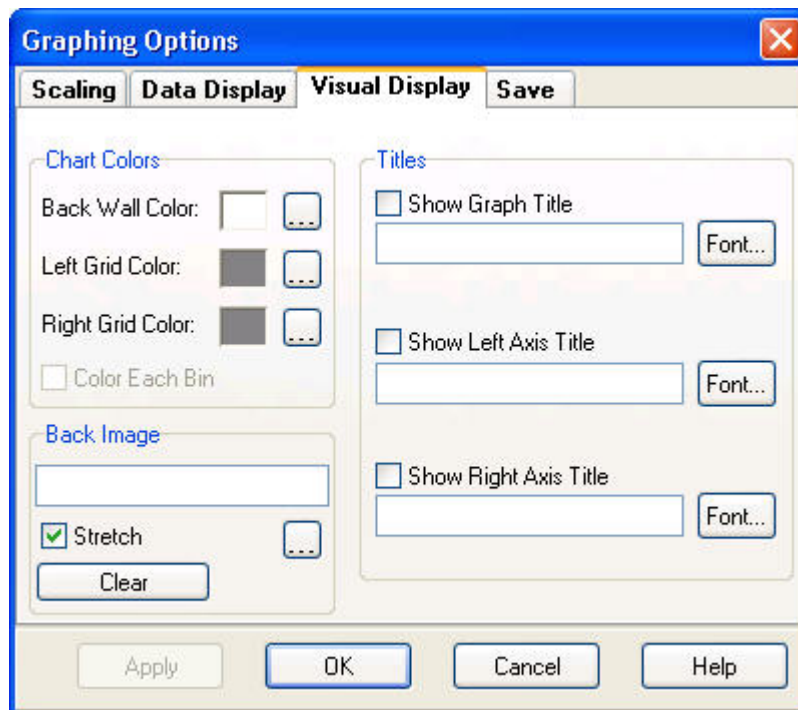 Graphing Options
Scaling Data Display Visual Display Save
Chart Colors
Back Wall Color: ...
Left Grid Color: ...
Right Grid Color: ...
Color Each Bin
Back Image
Stretch ...
Clear
Titles
Show Graph Title
Font...
Show Left Axis Title
Font...
Show Right Axis Title
Font...
Apply OK Cancel Help